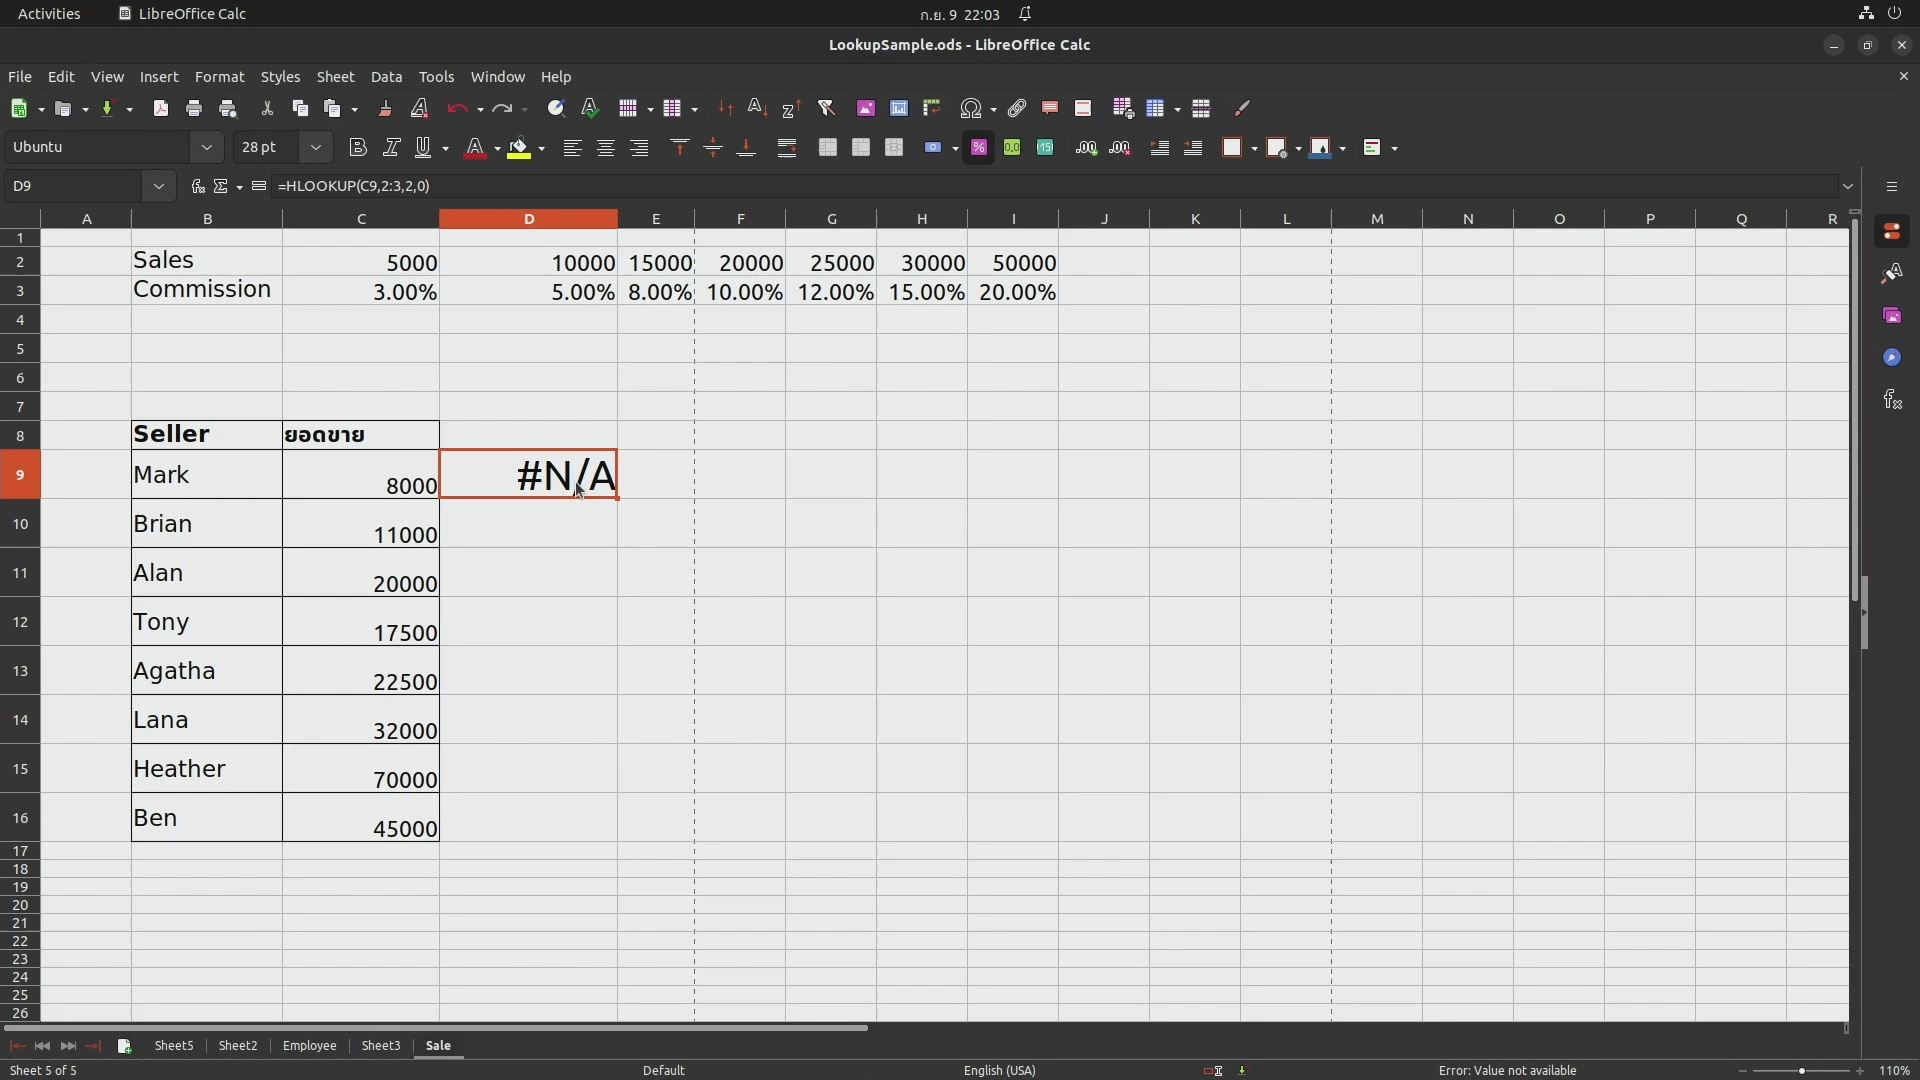 Activities LibreOffice Calc ก.ย. 9 22:03
LookupSample.ods - LibreOffice Calc
File Edit View Insert Format Styles Sheet Data Tools Window Help
Ubuntu 28 pt
D9 =HLOOKUP(C9,2:3,2,0)
A B C D E F G H I J K L M N O P Q R
1
2 Sales 5000 10000 15000 20000 25000 30000 50000
3 Commission 3.00% 5.00% 8.00% 10.00% 12.00% 15.00% 20.00%
4
5
6
7
8 Seller ยอดขาย
9 Mark 8000 #N/A
10 Brian 11000
11 Alan 20000
12 Tony 17500
13 Agatha 22500
14 Lana 32000
15 Heather 70000
16 Ben 45000
17
18
19
20
21
22
23
24
25
26
Sheet5 Sheet2 Employee Sheet3 Sale
Sheet 5 of 5 Default English (USA) Error: Value not available 110%